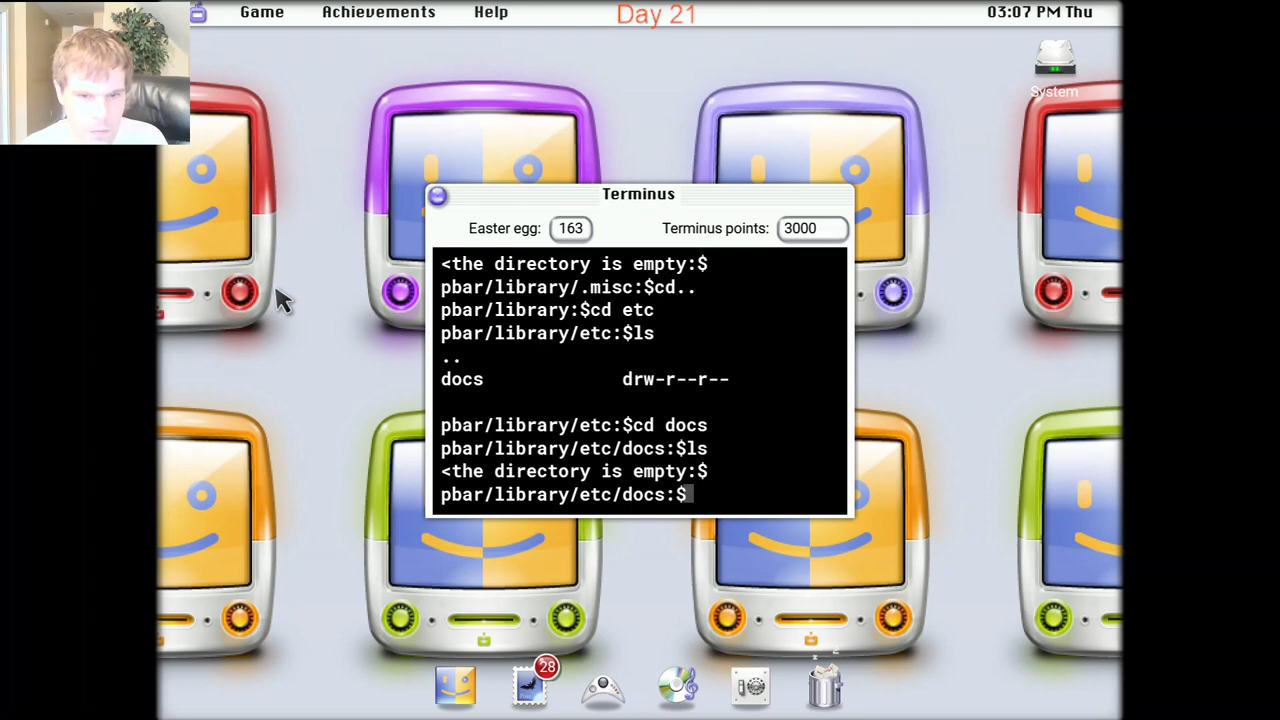 Game Achievements Help Day 21 03:07 PM Thu
System
Terminus
Easter egg: 163 Terminus points: 3000
<the directory is empty:$
pbar/library/.misc:$cd..
pbar/library:$cd etc
pbar/library/etc:$ls
..
docs drw-r--r--
pbar/library/etc:$cd docs
pbar/library/etc/docs:$ls
<the directory is empty:$
pbar/library/etc/docs:$
28